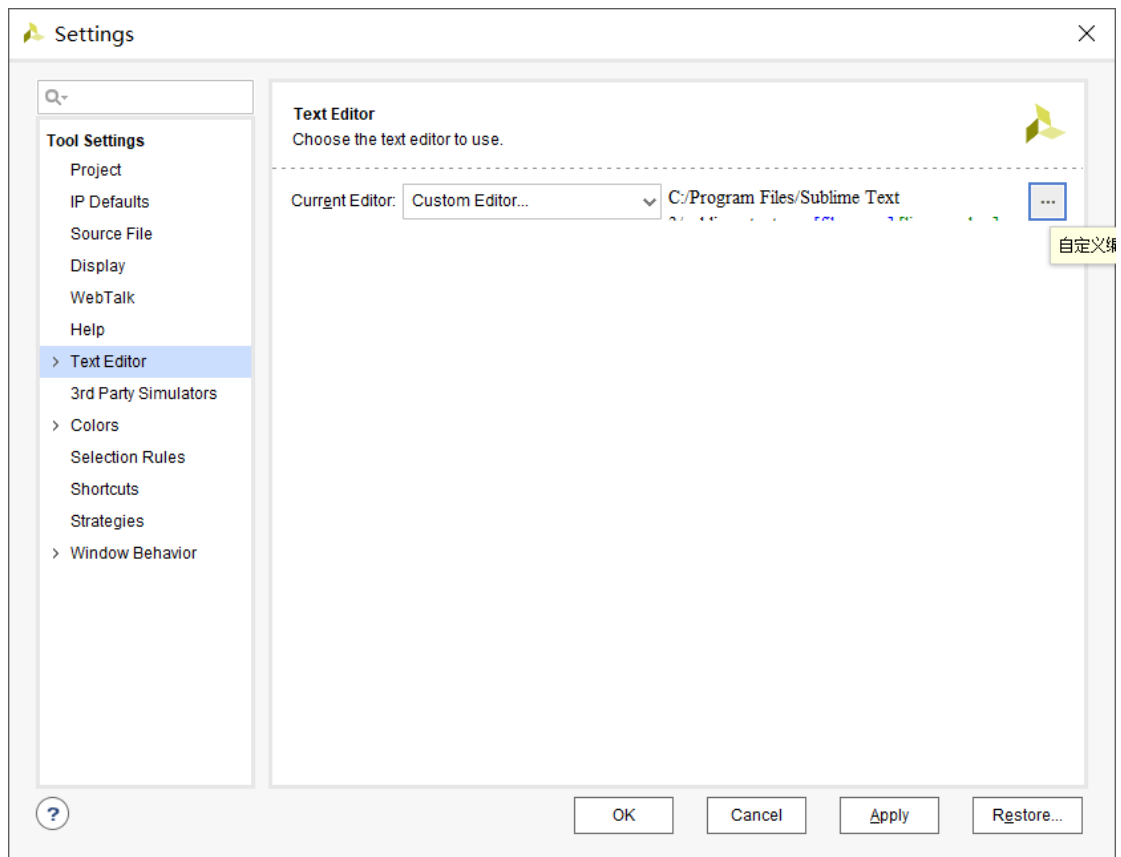 Settings
Tool Settings
Project
IP Defaults
Source File
Display
WebTalk
Help
Text Editor
3rd Party Simulators
Colors
Selection Rules
Shortcuts
Strategies
Window Behavior
Text Editor
Choose the text editor to use.
Current Editor: Custom Editor... C:/Program Files/Sublime Text ...
自定义编
? OK Cancel Apply Restore...